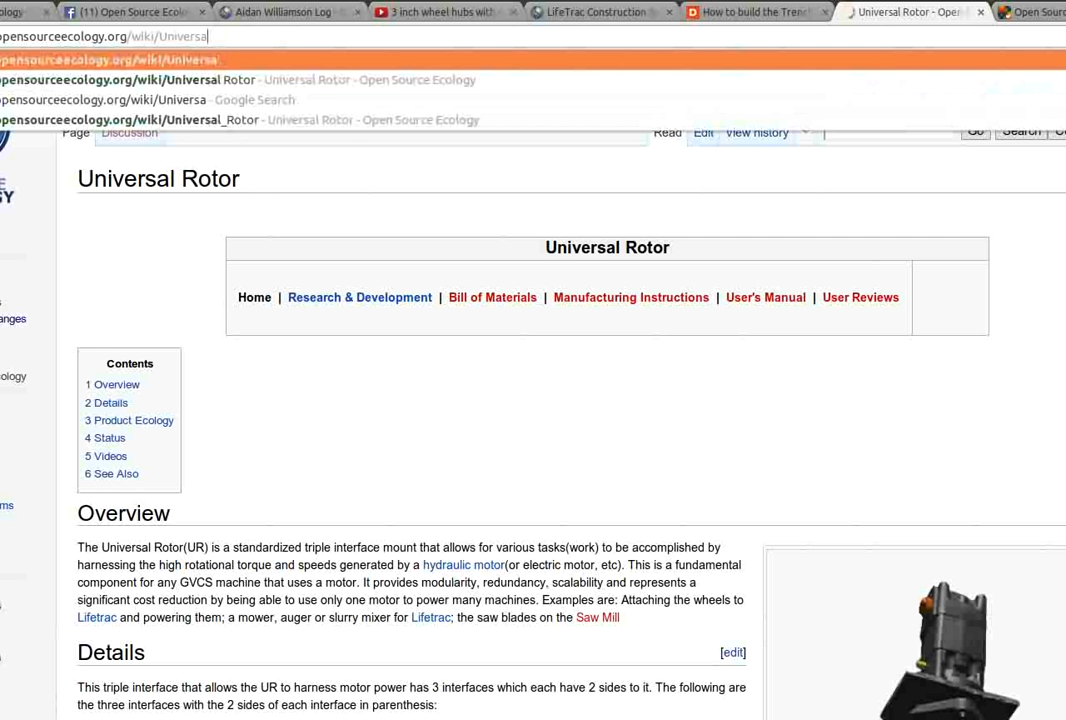 ology
(11) Open Source Ecol
Aidan Williamson Log
3 inch wheel hubs with
LifeTrac Construction
How to build the Trenc
Universal Rotor - Open
Open Sourc
opensourceecology.org/wiki/Universa
opensourceecology.org/wiki/Universa
opensourceecology.org/wiki/Universal Rotor - Universal Rotor - Open Source Ecology
opensourceecology.org/wiki/Universa - Google Search
opensourceecology.org/wiki/Universal_Rotor - Universal Rotor - Open Source Ecology
Page Discussion Read Edit View history Go Search
GY
Universal Rotor
Universal Rotor
Home | Research & Development | Bill of Materials | Manufacturing Instructions | User's Manual | User Reviews
anges
ology
ms
Contents
1 Overview
2 Details
3 Product Ecology
4 Status
5 Videos
6 See Also
Overview
The Universal Rotor(UR) is a standardized triple interface mount that allows for various tasks(work) to be accomplished by
harnessing the high rotational torque and speeds generated by a hydraulic motor(or electric motor, etc). This is a fundamental
component for any GVCS machine that uses a motor. It provides modularity, redundancy, scalability and represents a
significant cost reduction by being able to use only one motor to power many machines. Examples are: Attaching the wheels to
Lifetrac and powering them; a mower, auger or slurry mixer for Lifetrac; the saw blades on the Saw Mill
Details [edit]
This triple interface that allows the UR to harness motor power has 3 interfaces which each have 2 sides to it. The following are
the three interfaces with the 2 sides of each interface in parenthesis: